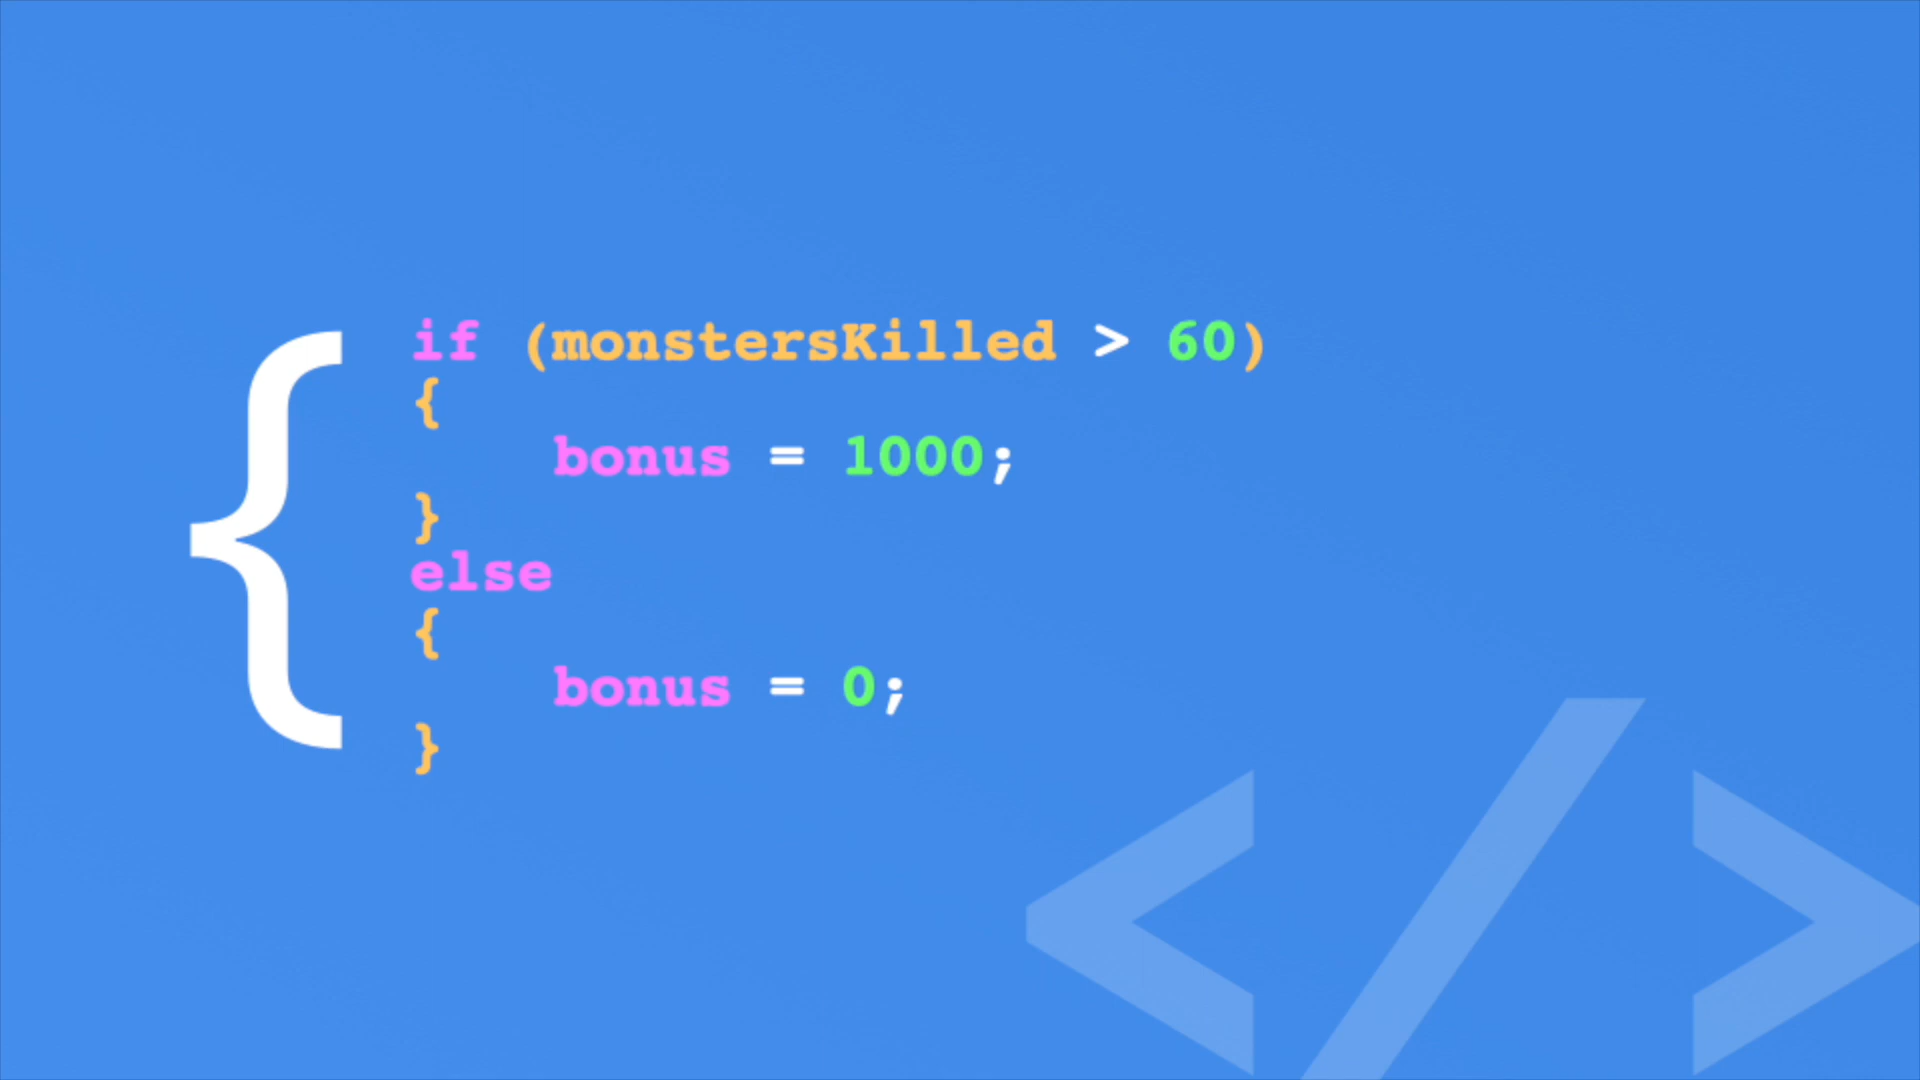 if (monstersKilled > 60)
{
    bonus = 1000;
}
else
{
    bonus = 0;
}